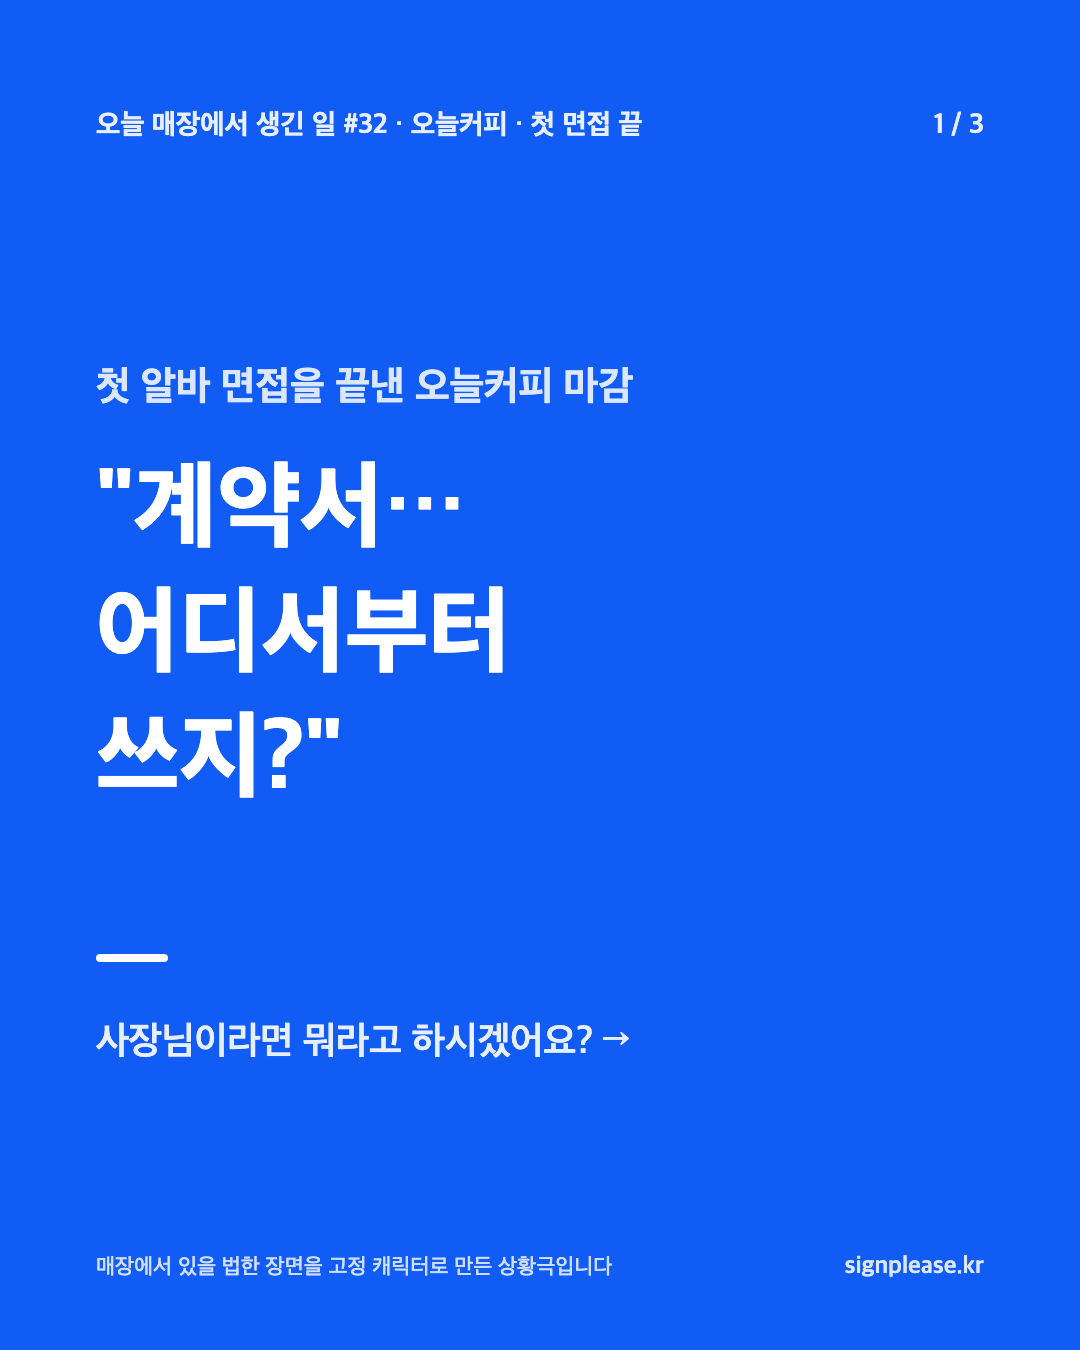 오늘 매장에서 생긴 일 #32 · 오늘커피 · 첫 면접 끝
1 / 3
첫 알바 면접을 끝낸 오늘커피 마감
"계약서…
어디서부터
쓰지?"
사장님이라면 뭐라고 하시겠어요? →
매장에서 있을 법한 장면을 고정 캐릭터로 만든 상황극입니다
signplease.kr